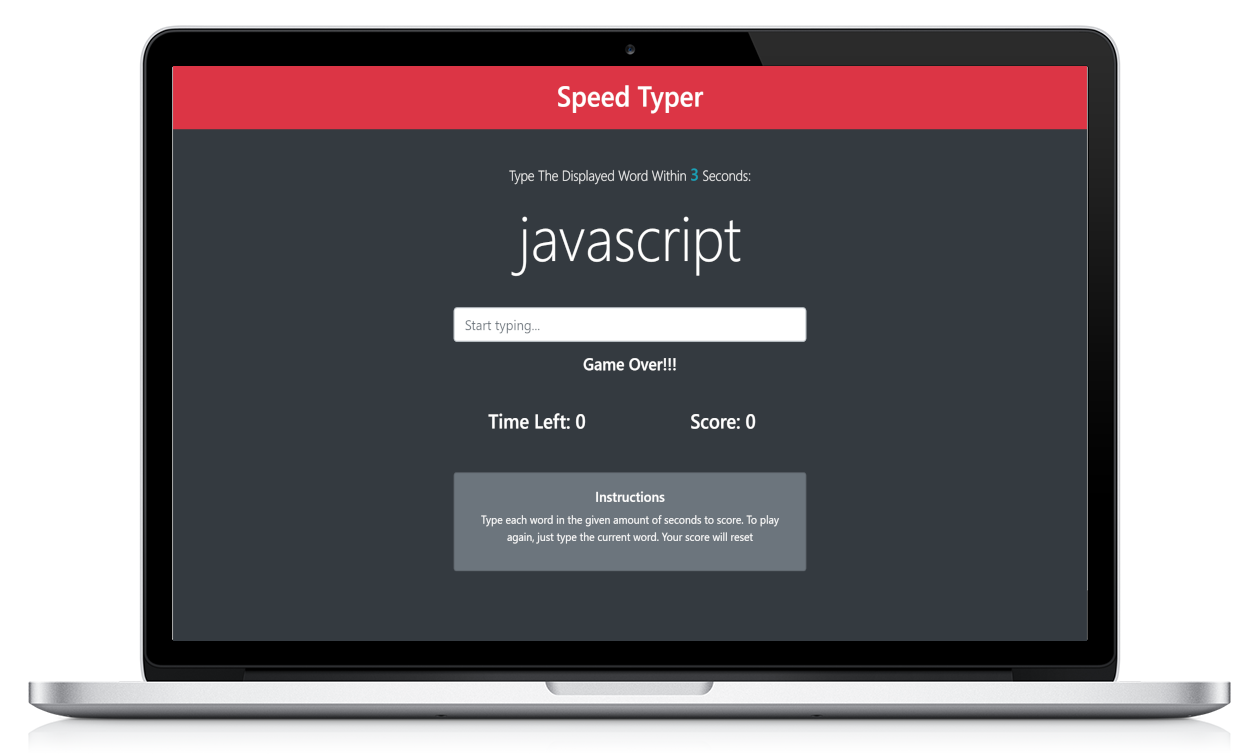 Speed Typer
Type The Displayed Word Within 3 Seconds:
javascript
Start typing...
Game Over!!!
Time Left: 0 Score: 0
Instructions
Type each word in the given amount of seconds to score. To play
again, just type the current word. Your score will reset